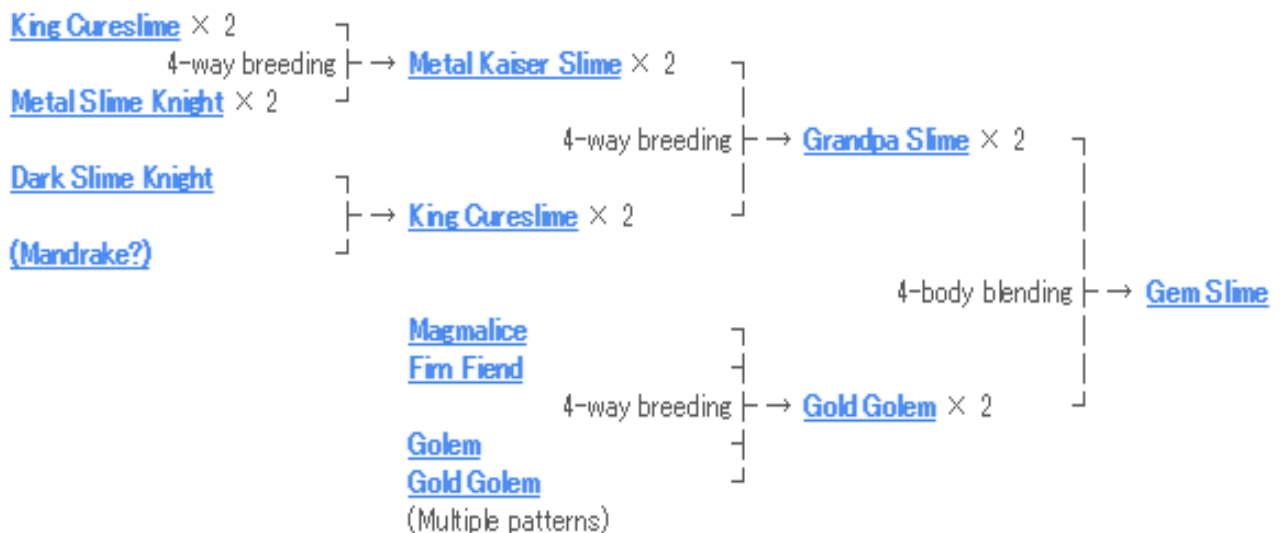 King Cureslime × 2
4-way breeding → Metal Kaiser Slime × 2
Metal Slime Knight × 2
4-way breeding → Grandpa Slime × 2
Dark Slime Knight
→ King Cureslime × 2
(Mandrake?)
4-body blending → Gem Slime
Magmalice
Firn Fiend
4-way breeding → Gold Golem × 2
Golem
Gold Golem
(Multiple patterns)